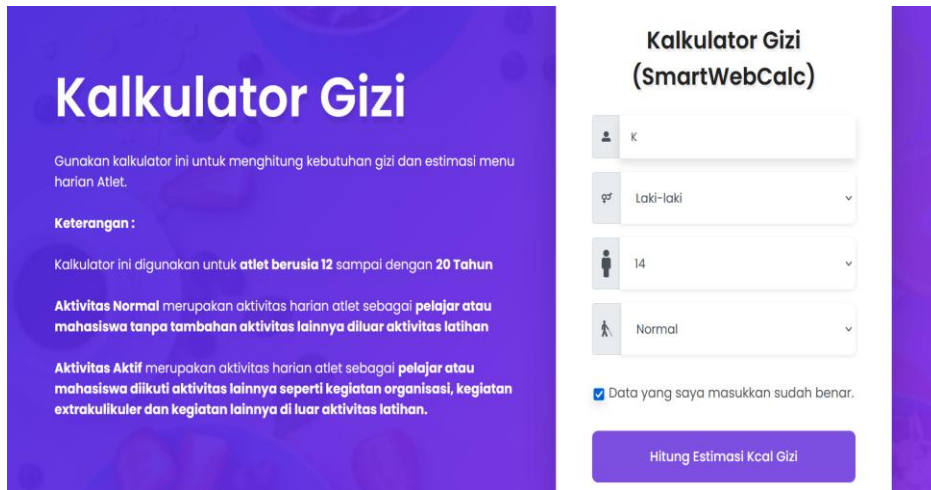 Kalkulator Gizi
Gunakan kalkulator ini untuk menghitung kebutuhan gizi dan estimasi menu
harian Atlet.
Keterangan :
Kalkulator ini digunakan untuk atlet berusia 12 sampai dengan 20 Tahun
Aktivitas Normal merupakan aktivitas harian atlet sebagai pelajar atau
mahasiswa tanpa tambahan aktivitas lainnya diluar aktivitas latihan
Aktivitas Aktif merupakan aktivitas harian atlet sebagai pelajar atau
mahasiswa diikuti aktivitas lainnya seperti kegiatan organisasi, kegiatan
extrakulikuler dan kegiatan lainnya di luar aktivitas latihan.
Kalkulator Gizi
(SmartWebCalc)
K
Laki-laki
14
Normal
Data yang saya masukkan sudah benar.
Hitung Estimasi Kcal Gizi